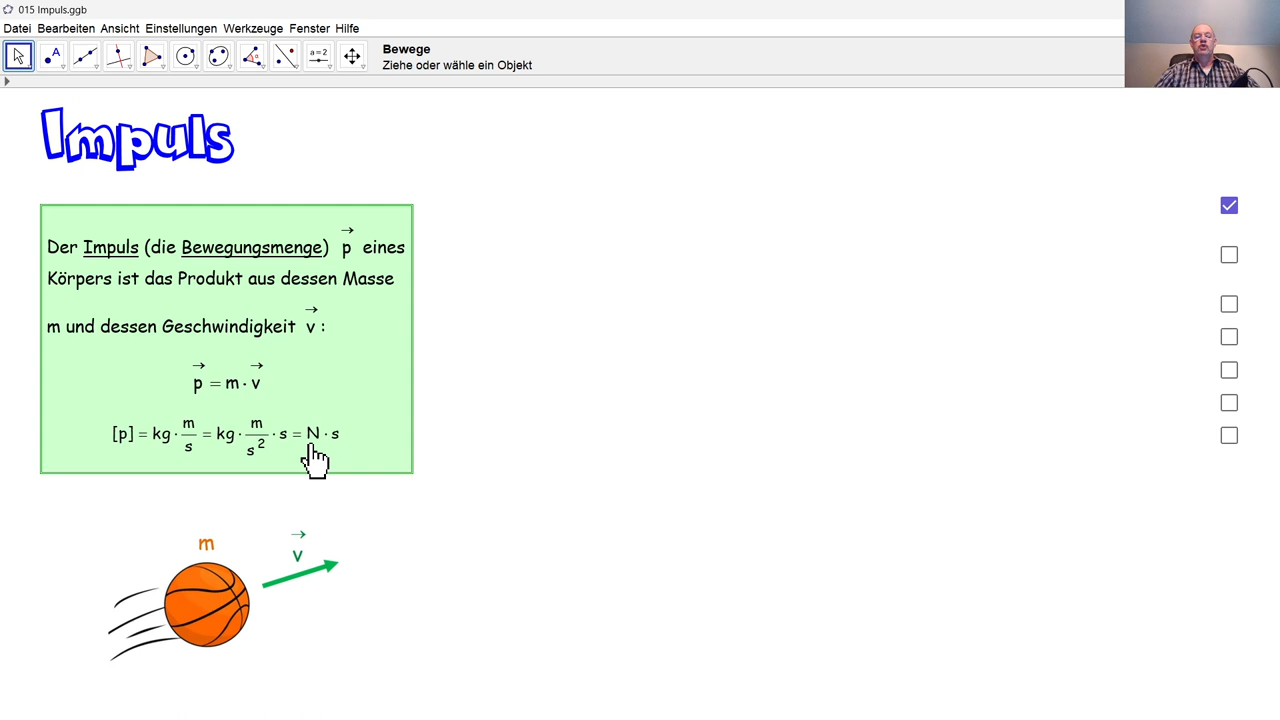 015 Impuls.ggb
Datei Bearbeiten Ansicht Einstellungen Werkzeuge Fenster Hilfe
A
a=2
Bewege
Ziehe oder wähle ein Objekt
Impuls
Der Impuls (die Bewegungsmenge) p⃗ eines
Körpers ist das Produkt aus dessen Masse
m und dessen Geschwindigkeit v⃗ :
p⃗ = m · v⃗
[p] = kg · m/s = kg · m/s² · s = N · s
m
v⃗